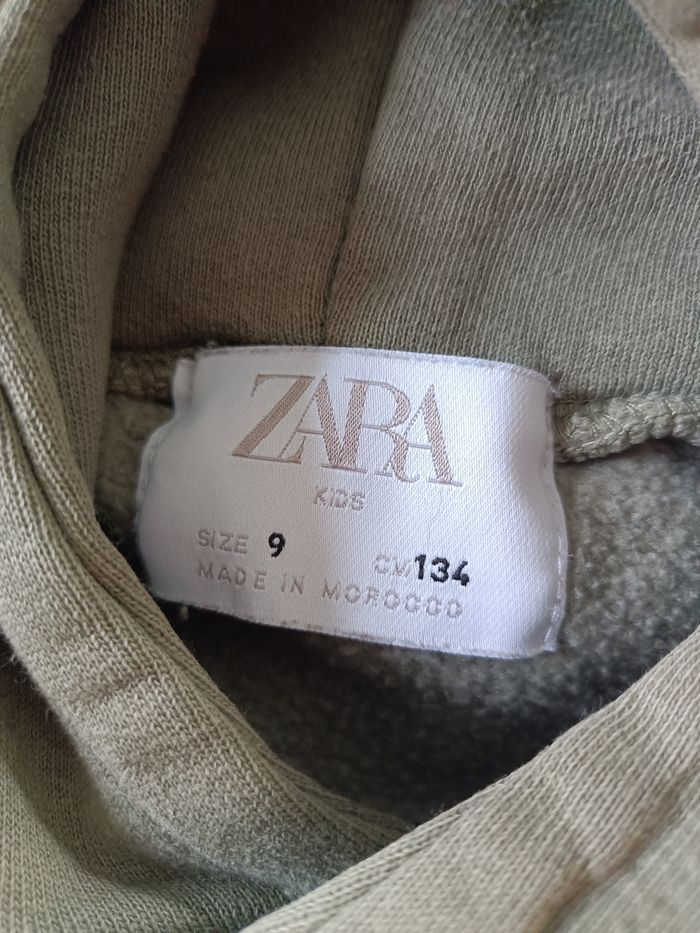 ZARA
KIDS
SIZE 9 CM 134
MADE IN MOROCCO